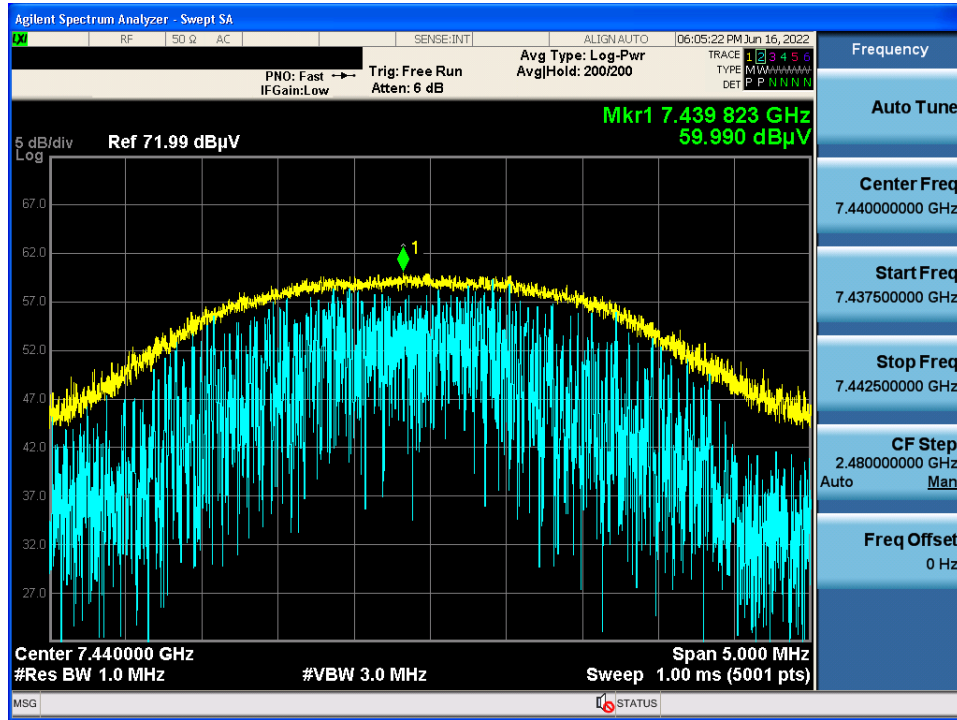 Agilent Spectrum Analyzer - Swept SA
LXI RF 50 Ω AC SENSE:INT ALIGN AUTO 06:05:22 PM Jun 16, 2022
PNO: Fast Trig: Free Run Avg Type: Log-Pwr TRACE 1 2 3 4 5 6
IFGain:Low Atten: 6 dB Avg|Hold: 200/200 TYPE M W W W W W
DET P P N N N N
Mkr1 7.439 823 GHz
59.990 dBµV
5 dB/div Ref 71.99 dBµV
Log
67.0
62.0
57.0
52.0
47.0
42.0
37.0
32.0
27.0
1
Center 7.440000 GHz Span 5.000 MHz
#Res BW 1.0 MHz #VBW 3.0 MHz Sweep 1.00 ms (5001 pts)
MSG STATUS
Frequency
Auto Tune
Center Freq
7.440000000 GHz
Start Freq
7.437500000 GHz
Stop Freq
7.442500000 GHz
CF Step
2.480000000 GHz
Auto Man
Freq Offset
0 Hz